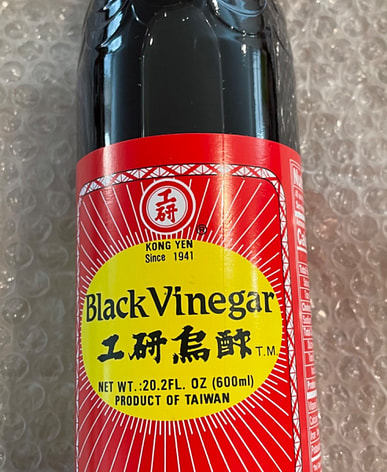 工
研
®
KONG YEN
Since 1941
Black Vinegar
工研烏醋 T.M.
NET WT.:20.2FL. OZ (600ml)
PRODUCT OF TAIWAN